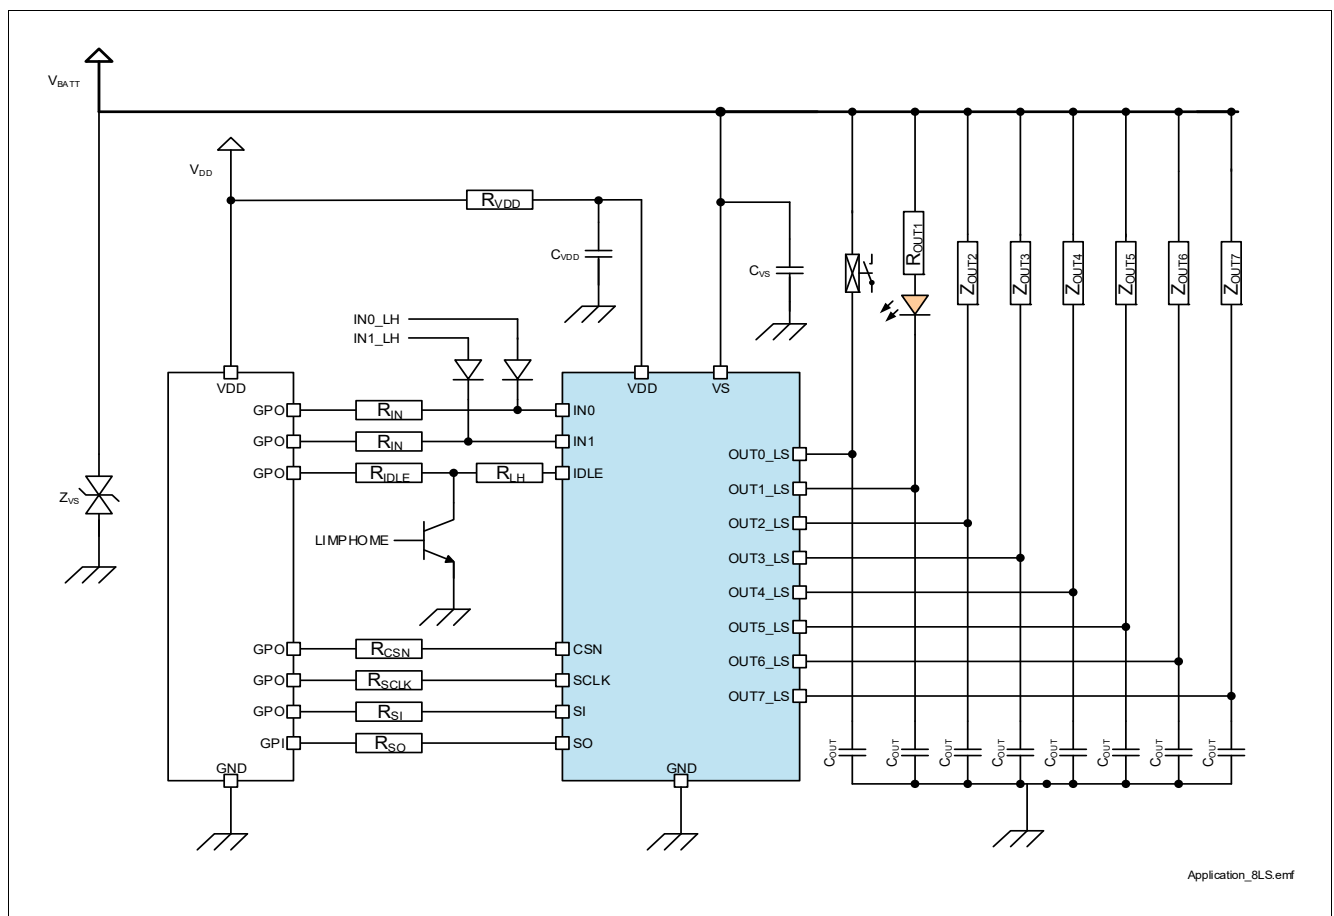 VBATT
VDD
RVDD
CVDD
CVS
ROUT1
ZOUT2
ZOUT3
ZOUT4
ZOUT5
ZOUT6
ZOUT7
IN0_LH
IN1_LH
VDD
VDD
VS
GPO
RIN
IN0
GPO
RIN
IN1
GPO
RIDLE
RLH
IDLE
ZVS
LIMPHOME
OUT0_LS
OUT1_LS
OUT2_LS
OUT3_LS
OUT4_LS
OUT5_LS
OUT6_LS
OUT7_LS
GPO
RCSN
CSN
GPO
RSCLK
SCLK
GPO
RSI
SI
GPI
RSO
SO
GND
GND
COUT
COUT
COUT
COUT
COUT
COUT
COUT
COUT
Application_8LS.emf